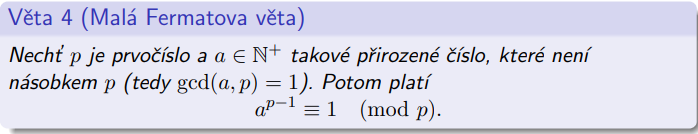 Věta 4 (Malá Fermatova věta)
Nechť p je prvočíslo a a ∈ ℕ⁺ takové přirozené číslo, které není
násobkem p (tedy gcd(a, p) = 1). Potom platí
aᵖ⁻¹ ≡ 1 (mod p).